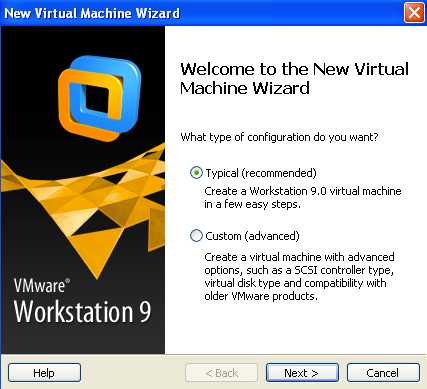 New Virtual Machine Wizard
Welcome to the New Virtual
Machine Wizard
What type of configuration do you want?
Typical (recommended)
Create a Workstation 9.0 virtual machine
in a few easy steps.
Custom (advanced)
Create a virtual machine with advanced
options, such as a SCSI controller type,
virtual disk type and compatibility with
older VMware products.
VMware®
Workstation 9
Help
< Back
Next >
Cancel